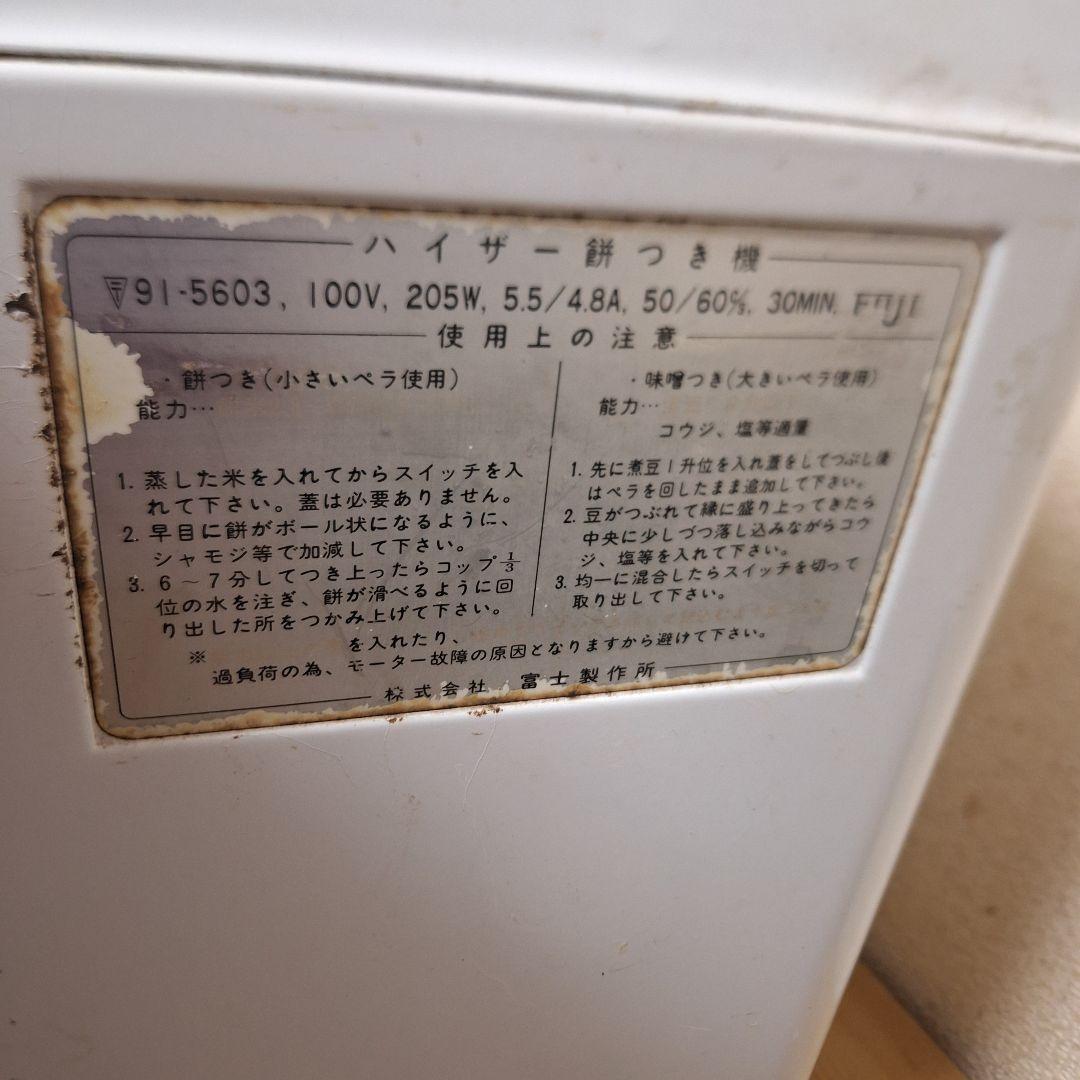 ハイザー餅つき機
91-5603, 100V, 205W, 5.5/4.8A, 50/60%, 30MIN, FUJI
使用上の注意
・餅つき(小さいペラ使用)
能力…
1. 蒸した米を入れてからスイッチを入
れて下さい。蓋は必要ありません。
2. 早目に餅がボール状になるように、
シャモジ等で加減して下さい。
3. 6～7分してつき上ったらコップ1/3
位の水を注ぎ、餅が滑べるように回
り出した所をつかみ上げて下さい。
・味噌つき(大きいペラ使用)
能力…
コウジ、塩等適量
1. 先に煮豆1升位を入れ蓋をしてつぶし後
はペラを回したまま追加して下さい。
2. 豆がつぶれて縁に盛り上ってきたら
中央に少しづつ落し込みながらコウ
ジ、塩等を入れて下さい。
3. 均一に混合したらスイッチを切って
取り出して下さい。
※ を入れたり、
過負荷の為、モーター故障の原因となりますから避けて下さい。
株式会社 富士製作所